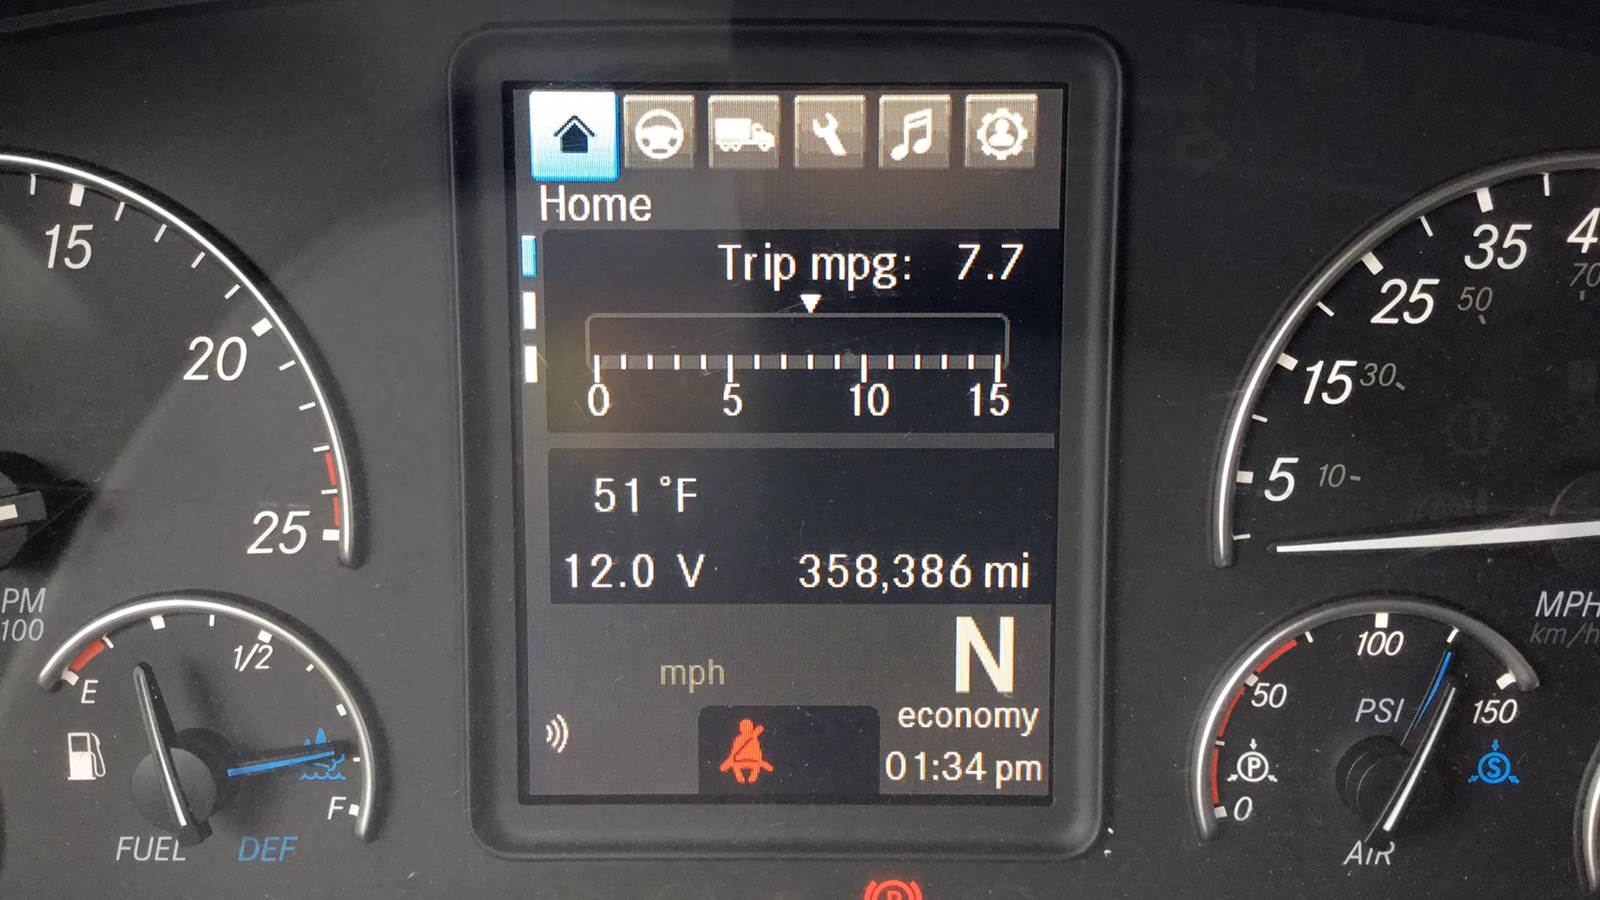 Home
Trip mpg: 7.7
0 5 10 15
51 °F
12.0 V 358,386 mi
mph N
economy
01:34 pm
15
20
25
PM
100
E 1/2 F
FUEL DEF
5 15 25 35 4
10 30 50 70
MPH
km/h
0 50 100 150
PSI
P
S
AIR
P